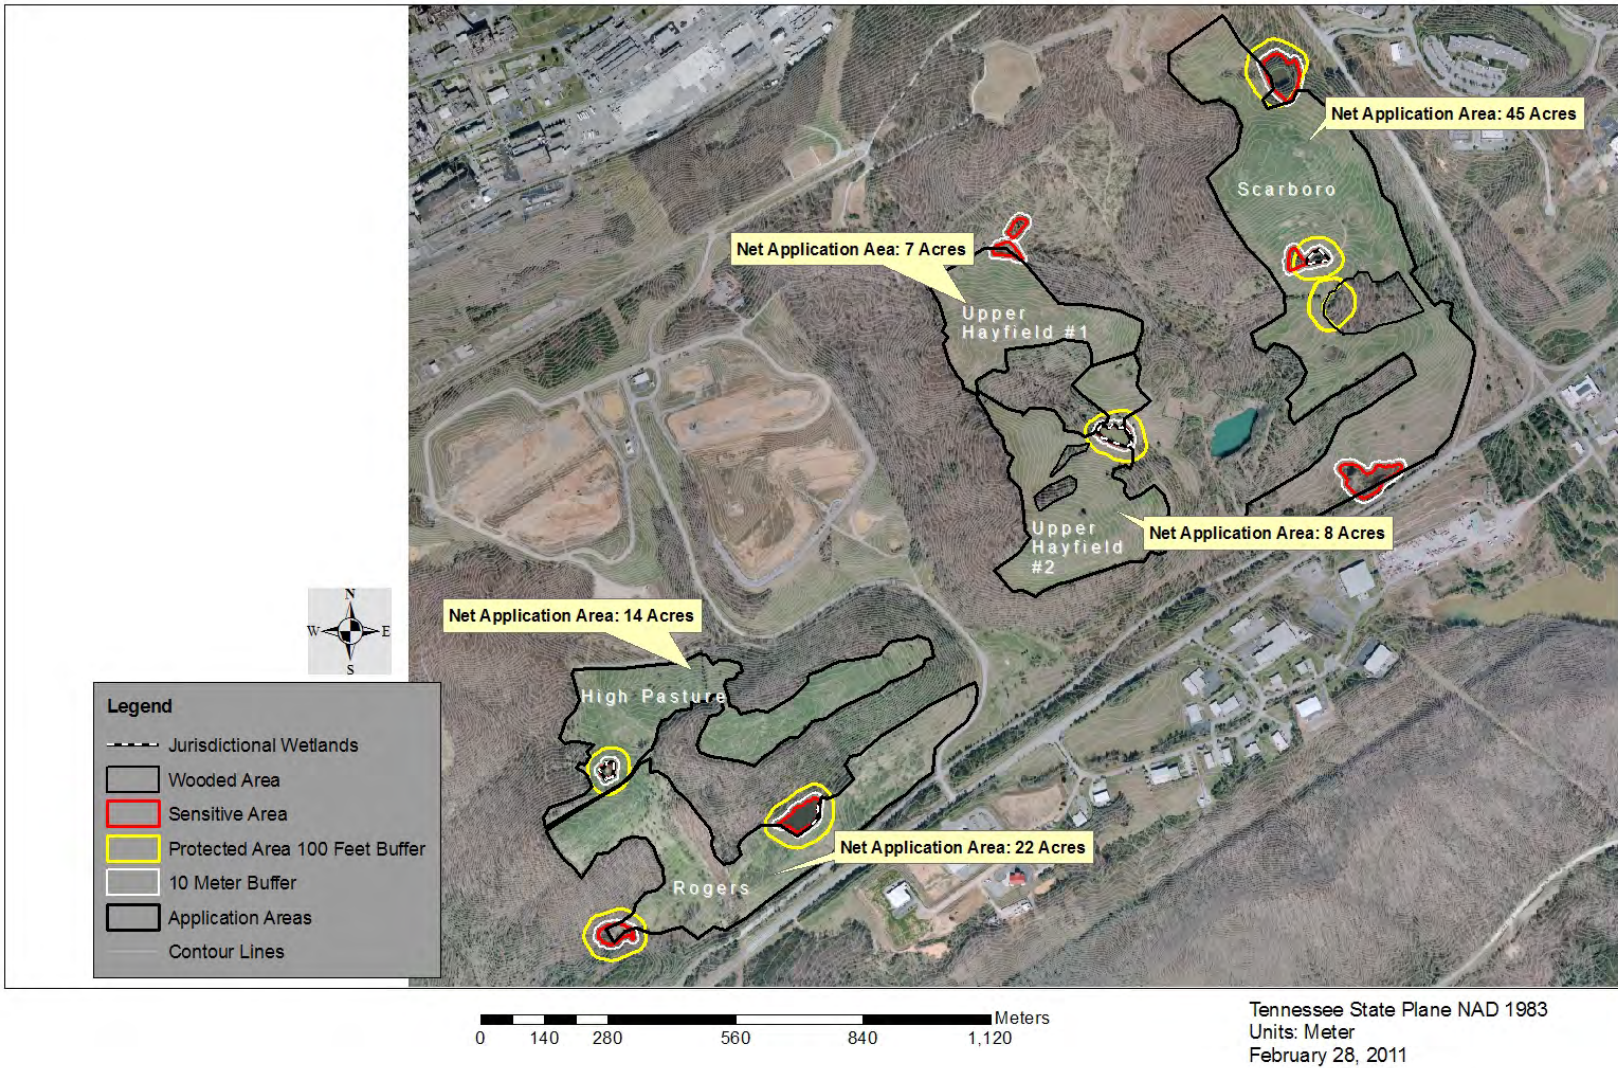 Net Application Area: 45 Acres
Scarboro
Net Application Aea: 7 Acres
Upper
Hayfield #1
Upper
Hayfield
#2
Net Application Area: 8 Acres
Net Application Area: 14 Acres
High Pasture
Net Application Area: 22 Acres
Rogers
N
W
E
S
Legend
Jurisdictional Wetlands
Wooded Area
Sensitive Area
Protected Area 100 Feet Buffer
10 Meter Buffer
Application Areas
Contour Lines
Meters
0 140 280 560 840 1,120
Tennessee State Plane NAD 1983
Units: Meter
February 28, 2011